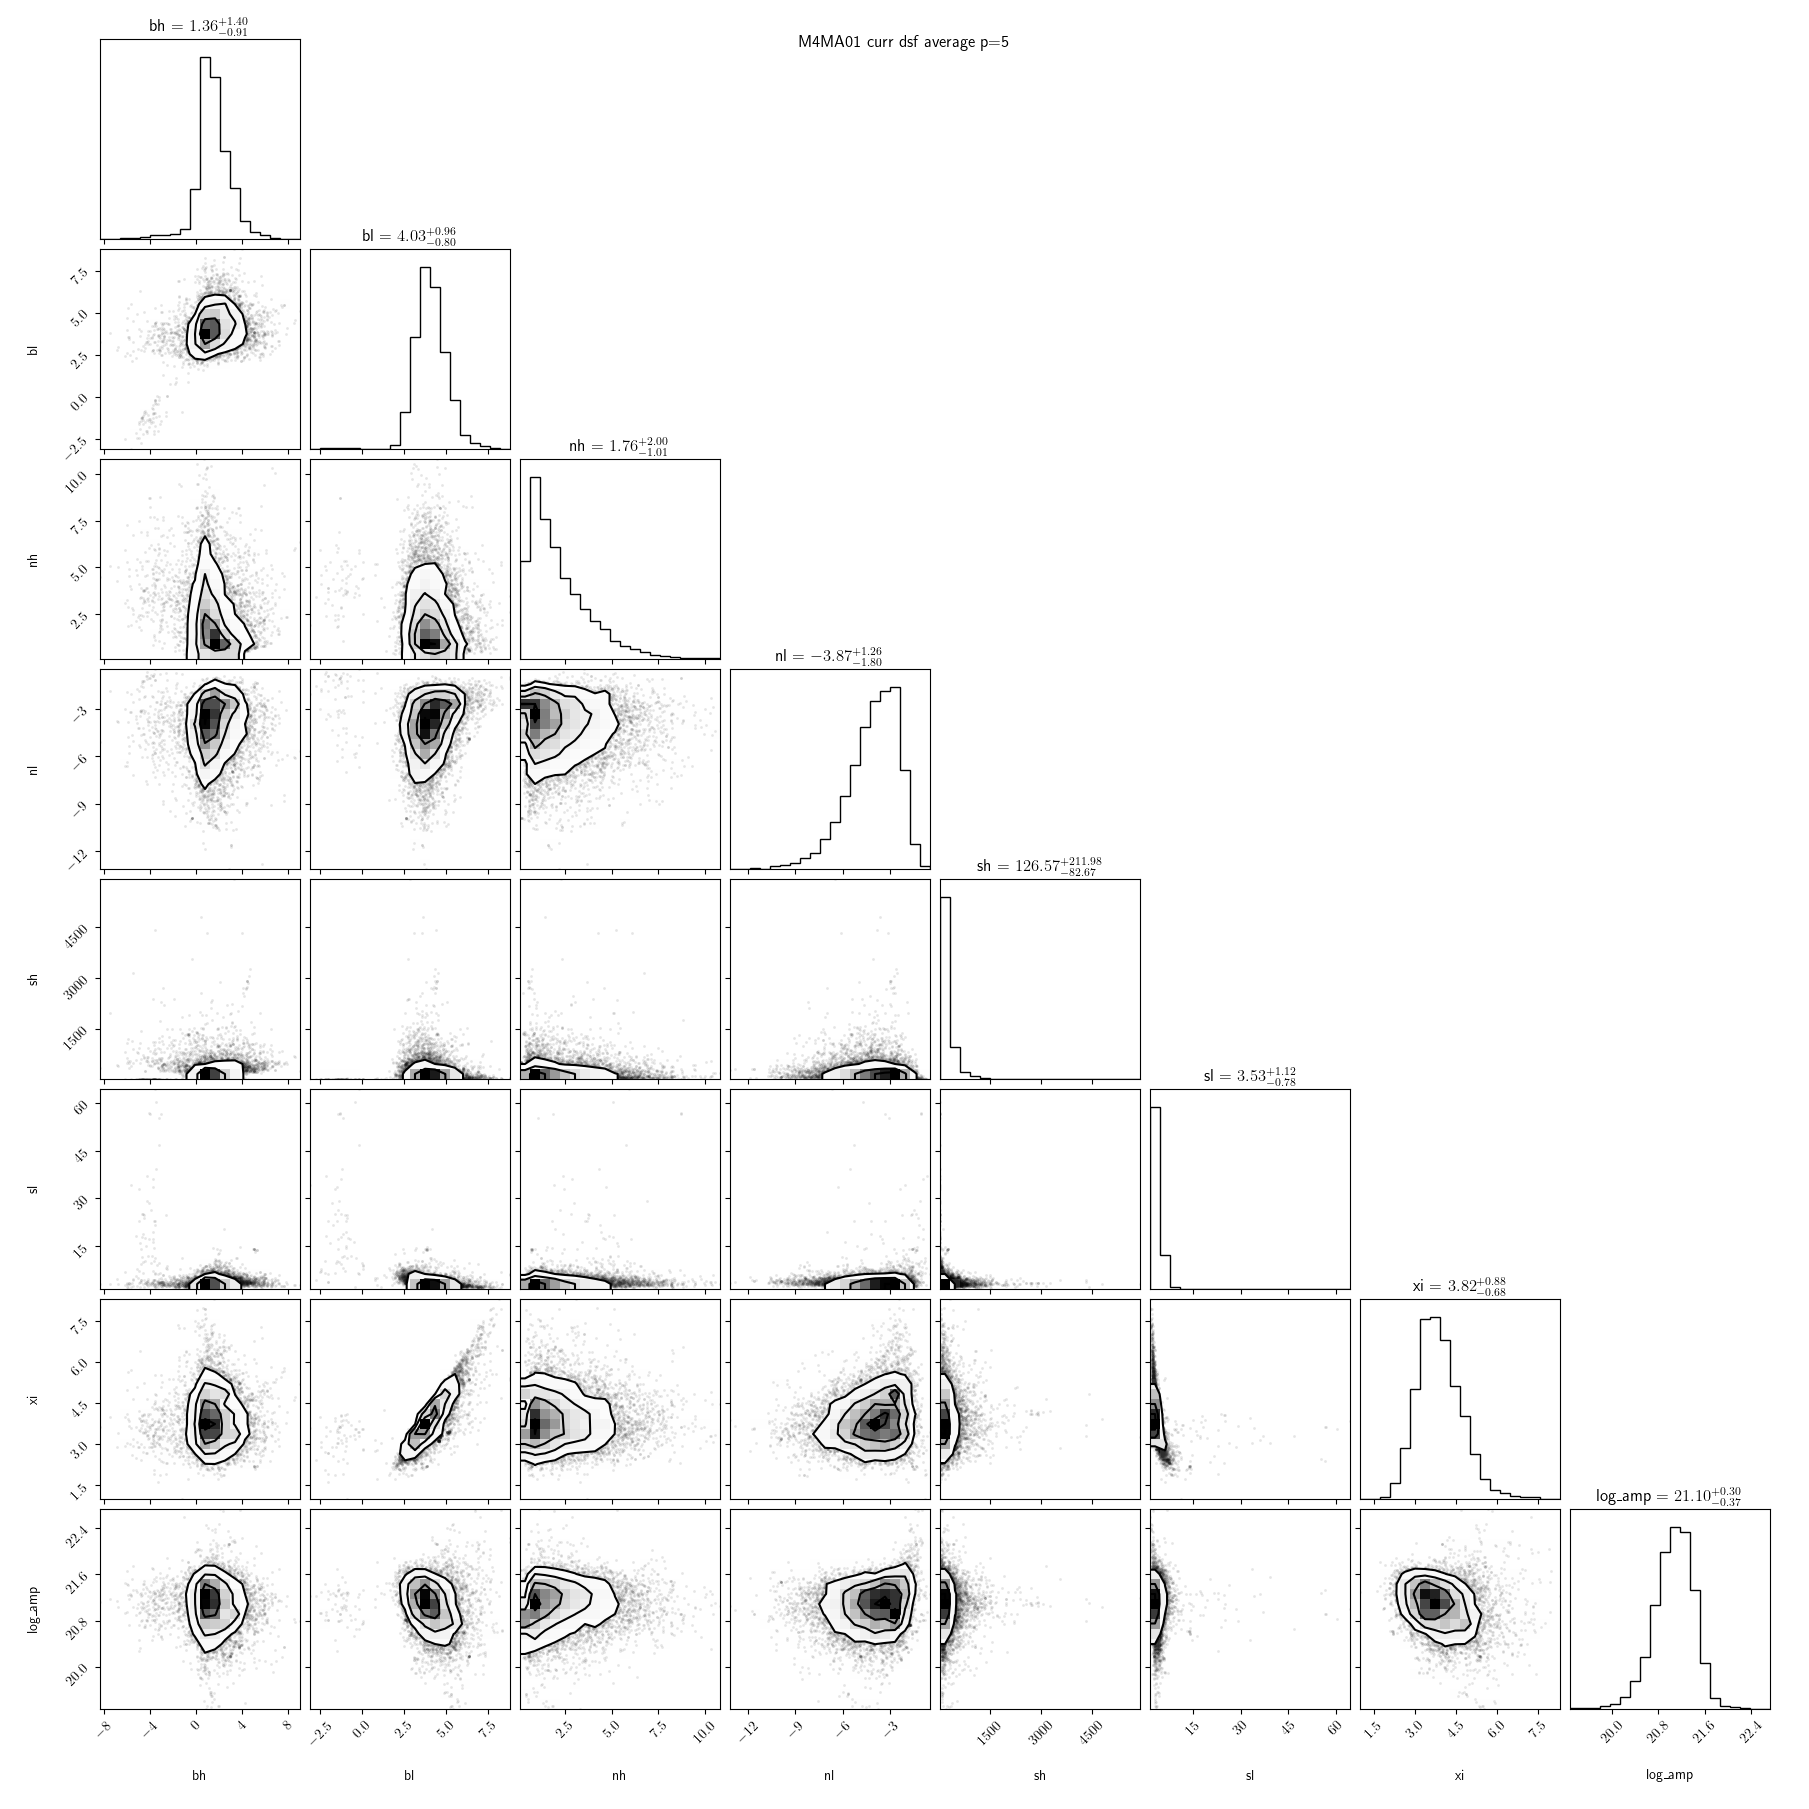 M4MA01 curr dsf average p=5
bh = 1.36^{+1.40}_{-0.91}
bl = 4.03^{+0.96}_{-0.80}
bl
7.5
5.0
2.5
0.0
−2.5
nh = 1.76^{+2.00}_{-1.01}
nh
10.0
7.5
5.0
2.5
nl = −3.87^{+1.26}_{-1.80}
nl
−3
−6
−9
−12
sh = 126.57^{+211.98}_{-82.67}
sh
4500
3000
1500
sl = 3.53^{+1.12}_{-0.78}
sl
60
45
30
15
xi = 3.82^{+0.88}_{-0.68}
xi
7.5
6.0
4.5
3.0
1.5
log_amp = 21.10^{+0.30}_{-0.37}
log_amp
22.4
21.6
20.8
20.0
−8 −4 0 4 8 −2.5 0.0 2.5 5.0 7.5 2.5 5.0 7.5 10.0 −12 −9 −6 −3 1500 3000 4500 15 30 45 60 1.5 3.0 4.5 6.0 7.5 20.0 20.8 21.6 22.4
bh bl nh nl sh sl xi log_amp